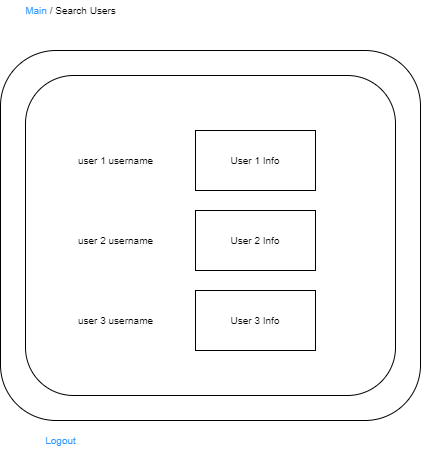 Main / Search Users
user 1 username
User 1 Info
user 2 username
User 2 Info
user 3 username
User 3 Info
Logout